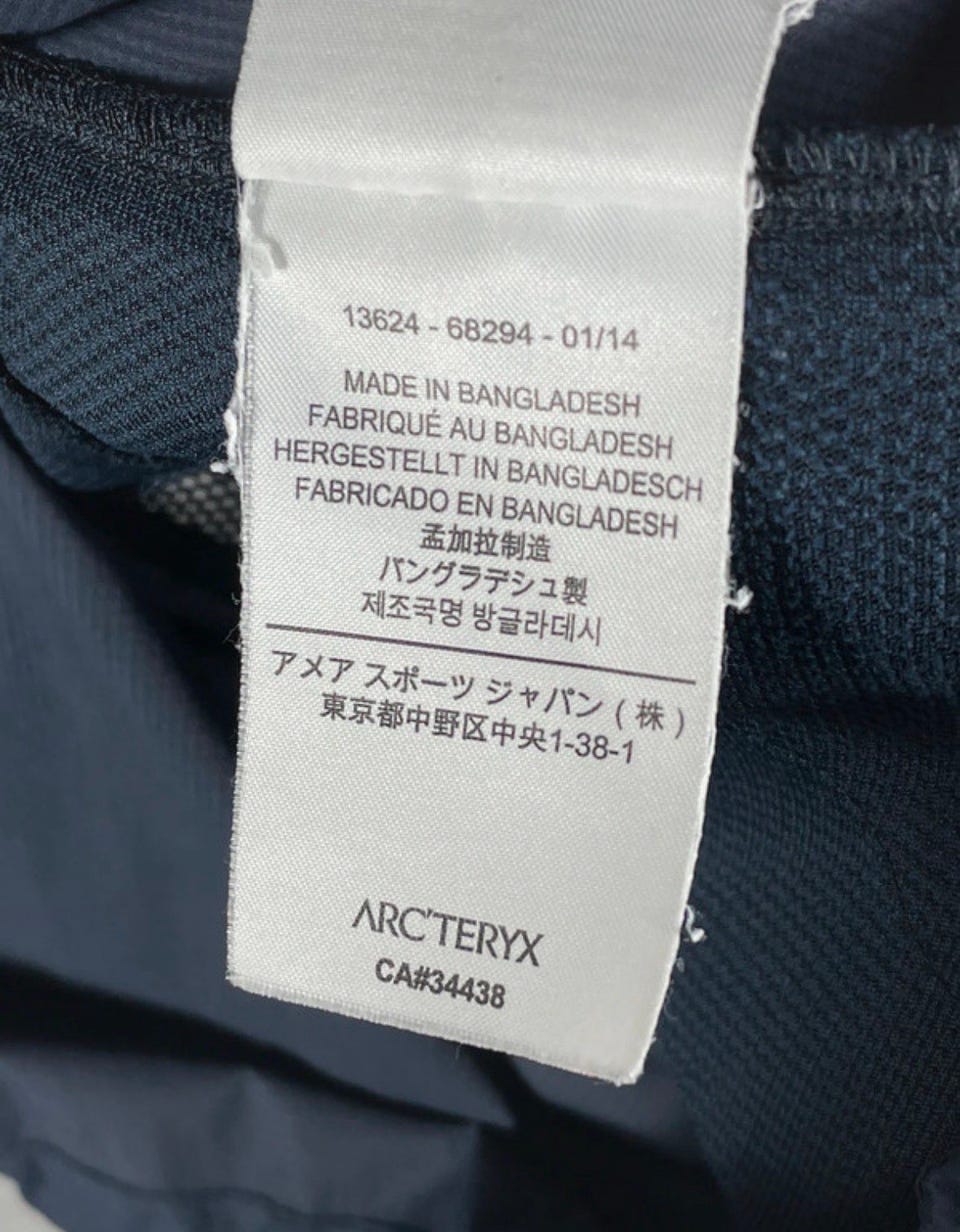 13624 - 68294 - 01/14
MADE IN BANGLADESH
FABRIQUÉ AU BANGLADESH
HERGESTELLT IN BANGLADESCH
FABRICADO EN BANGLADESH
孟加拉制造
バングラデシュ製
제조국명 방글라데시
アメア スポーツ ジャパン ( 株 )
東京都中野区中央1-38-1
ARC'TERYX
CA#34438